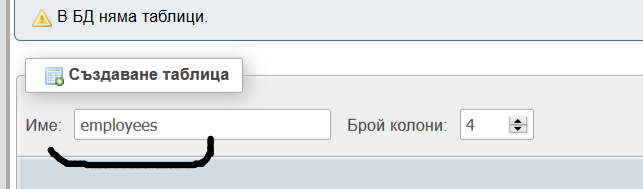 В БД няма таблици.
Създаване таблица
Име: employees Брой колони: 4